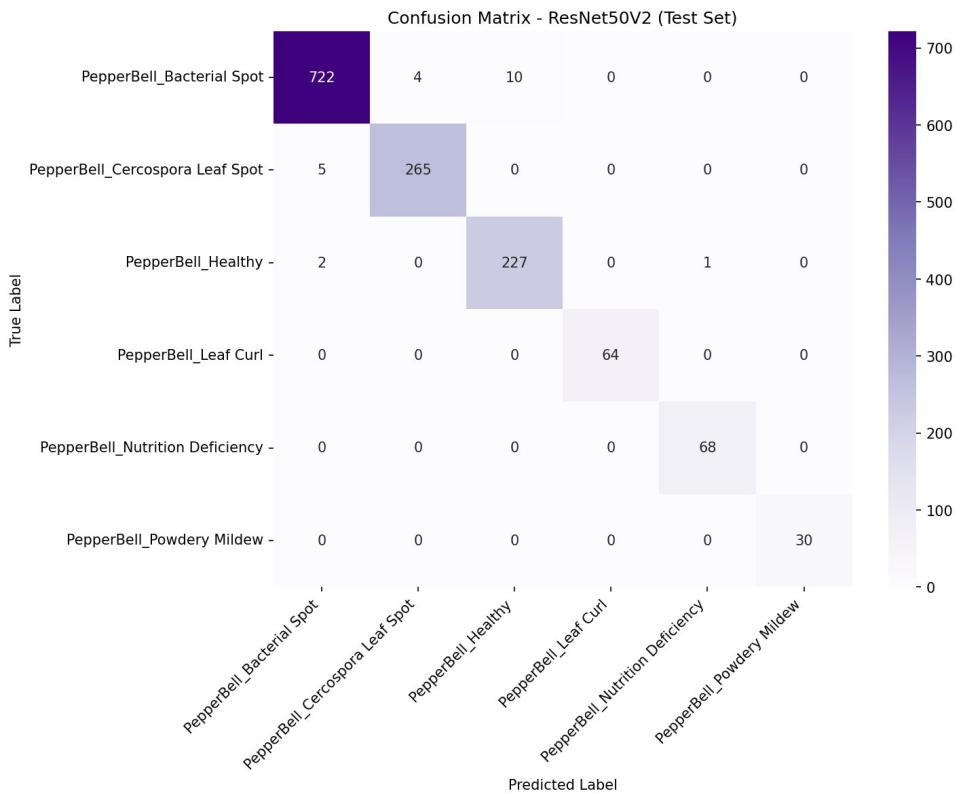 Confusion Matrix - ResNet50V2 (Test Set)
True Label
PepperBell_Bacterial Spot 722 4 10 0 0 0
PepperBell_Cercospora Leaf Spot 5 265 0 0 0 0
PepperBell_Healthy 2 0 227 0 1 0
PepperBell_Leaf Curl 0 0 0 64 0 0
PepperBell_Nutrition Deficiency 0 0 0 0 68 0
PepperBell_Powdery Mildew 0 0 0 0 0 30
PepperBell_Bacterial Spot
PepperBell_Cercospora Leaf Spot
PepperBell_Healthy
PepperBell_Leaf Curl
PepperBell_Nutrition Deficiency
PepperBell_Powdery Mildew
Predicted Label
700
600
500
400
300
200
100
0